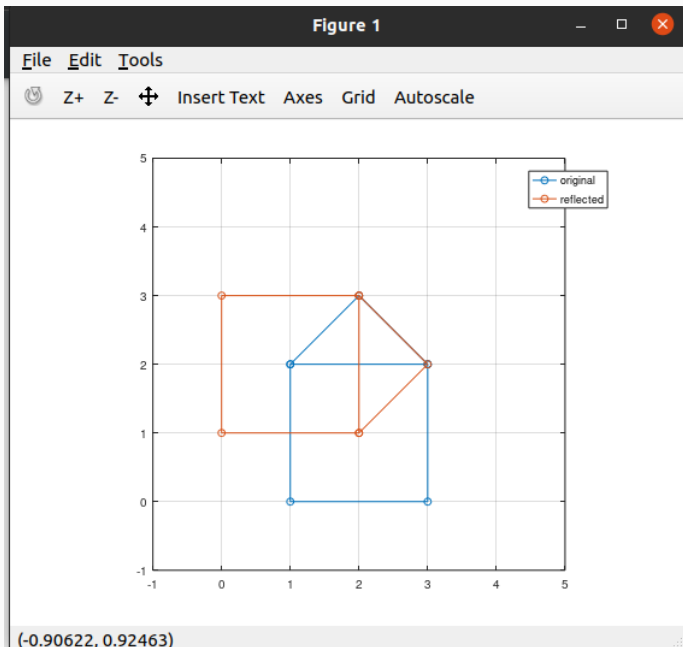 Figure 1
File Edit Tools
Z+ Z- Insert Text Axes Grid Autoscale
5
original
reflected
4
3
2
1
0
-1
-1 0 1 2 3 4 5
(-0.90622, 0.92463)